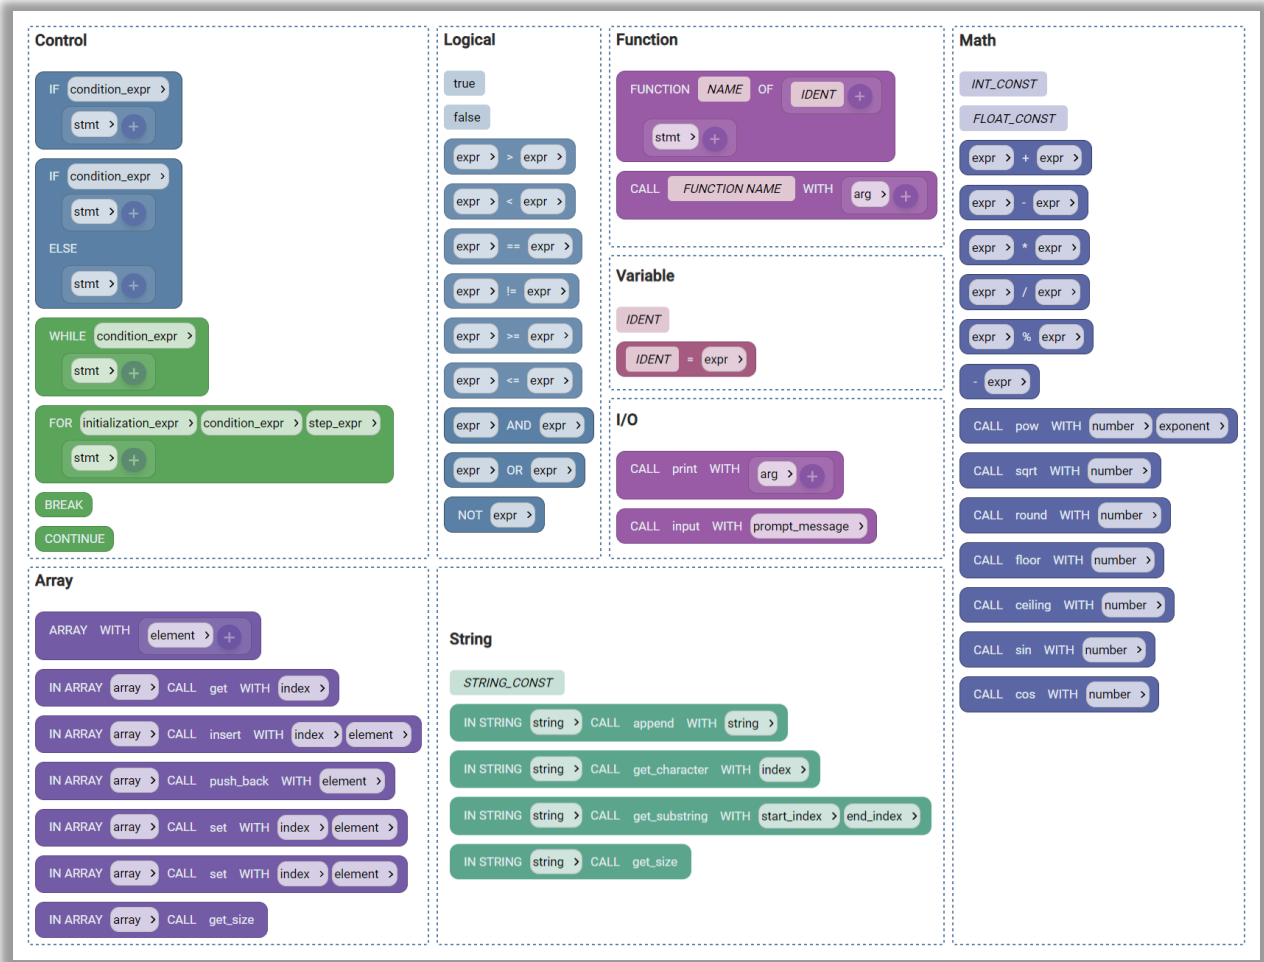 Control
IF condition_expr
stmt +
IF condition_expr
stmt +
ELSE
stmt +
WHILE condition_expr
stmt +
FOR initialization_expr condition_expr step_expr
stmt +
BREAK
CONTINUE
Logical
true
false
expr > expr
expr < expr
expr == expr
expr != expr
expr >= expr
expr <= expr
expr AND expr
expr OR expr
NOT expr
Function
FUNCTION NAME OF IDENT +
stmt +
CALL FUNCTION NAME WITH arg +
Variable
IDENT
IDENT = expr
I/O
CALL print WITH arg +
CALL input WITH prompt_message
Math
INT_CONST
FLOAT_CONST
expr + expr
expr - expr
expr * expr
expr / expr
expr % expr
- expr
CALL pow WITH number exponent
CALL sqrt WITH number
CALL round WITH number
CALL floor WITH number
CALL ceiling WITH number
CALL sin WITH number
CALL cos WITH number
Array
ARRAY WITH element +
IN ARRAY array CALL get WITH index
IN ARRAY array CALL insert WITH index element
IN ARRAY array CALL push_back WITH element
IN ARRAY array CALL set WITH index element
IN ARRAY array CALL set WITH index element
IN ARRAY array CALL get_size
String
STRING_CONST
IN STRING string CALL append WITH string
IN STRING string CALL get_character WITH index
IN STRING string CALL get_substring WITH start_index end_index
IN STRING string CALL get_size